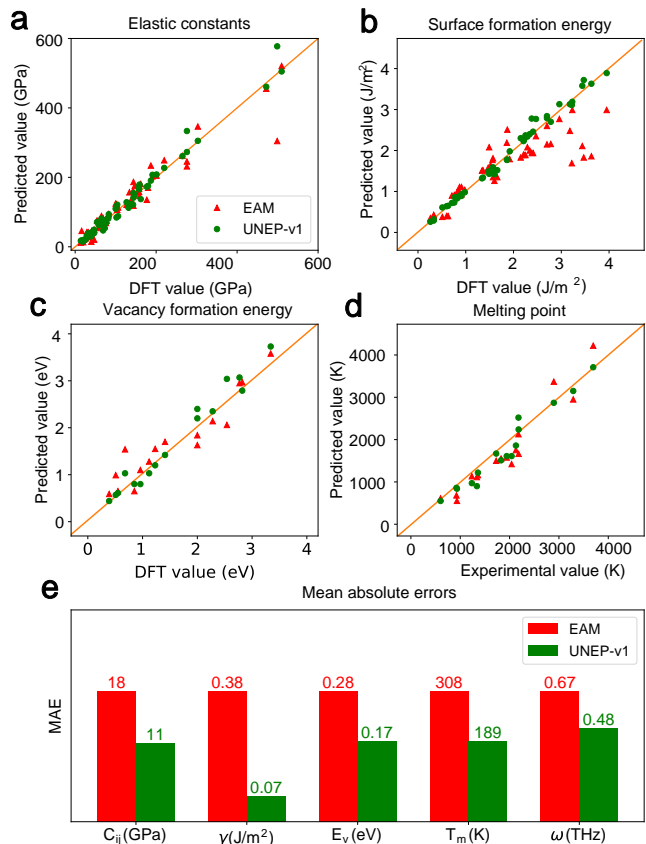 a
Elastic constants
600
400
200
0
Predicted value (GPa)
EAM
UNEP-v1
0
200
400
600
DFT value (GPa)
b
Surface formation energy
4
3
2
1
0
Predicted value (J/m²)
0
1
2
3
4
DFT value (J/m²)
c
Vacancy formation energy
4
3
2
1
0
Predicted value (eV)
0
1
2
3
4
DFT value (eV)
d
Melting point
4000
3000
2000
1000
0
Predicted value (K)
0
1000
2000
3000
4000
Experimental value (K)
e
Mean absolute errors
MAE
EAM
UNEP-v1
18
11
0.38
0.07
0.28
0.17
308
189
0.67
0.48
C_ij(GPa)
γ(J/m²)
E_v(eV)
T_m(K)
ω(THz)